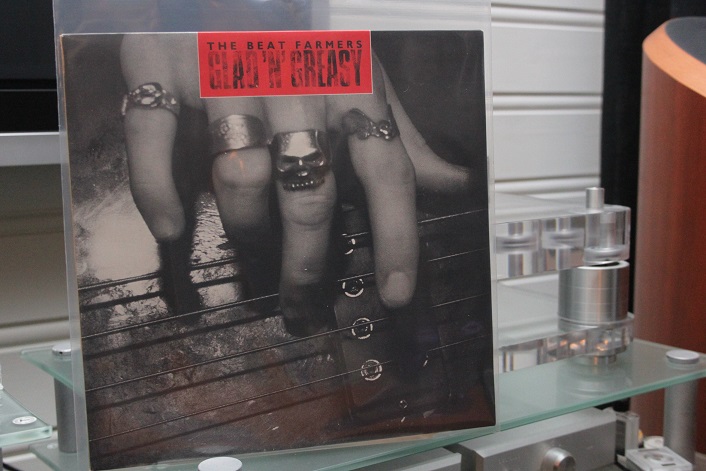 THE BEAT FARMERS
GLAD 'N' GREASY